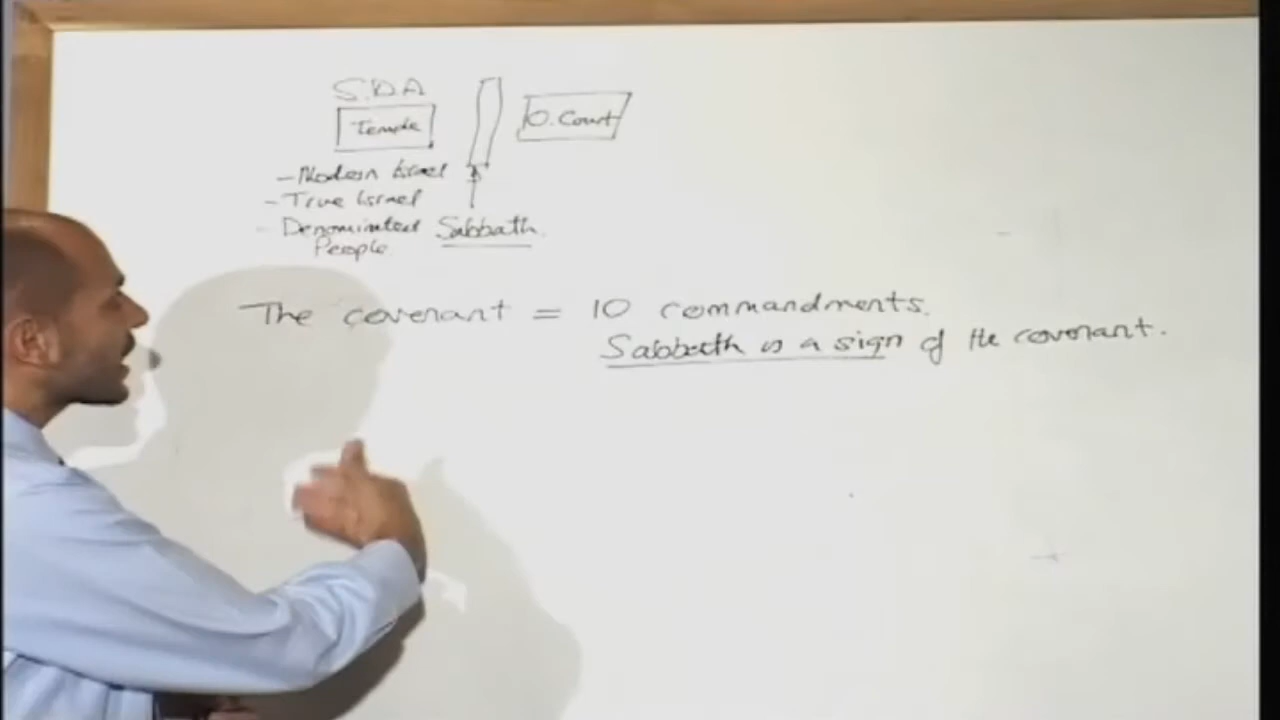 S.D.A
Temple
O. Court
- Modern Israel
- True Israel
- Denominated
People
Sabbath.
The covenant = 10 commandments.
Sabbath is a sign of the covenant.